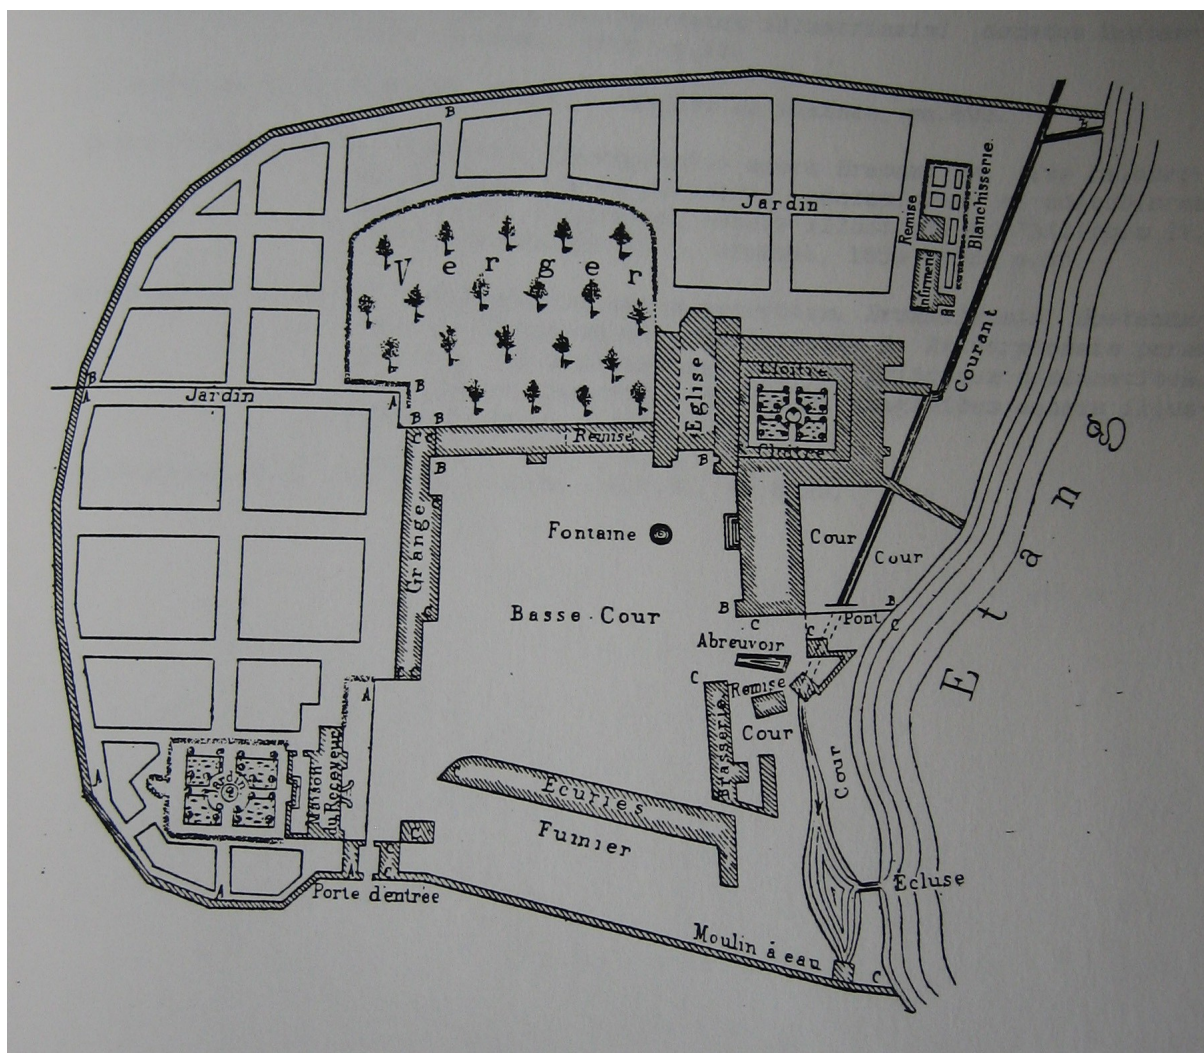 B
Jardin
Remise
Blanchisserie.
Infirmerie
Verger
Courant
B
A
Jardin
A
B
B
B
C
B
Remise
Eglise
B
Cloître
Cloître
Etang
Grange
Fontaine
Basse-Cour
Cour
Cour
B
C
Pont
B
C
C
Abreuvoir
C
Remise
Brasserie
Cour
Cour
A
A
Maison
du Receveur
Ecuries
Fumier
C
A
C
A
Porte d'entrée
Ecluse
Moulin à eau
C